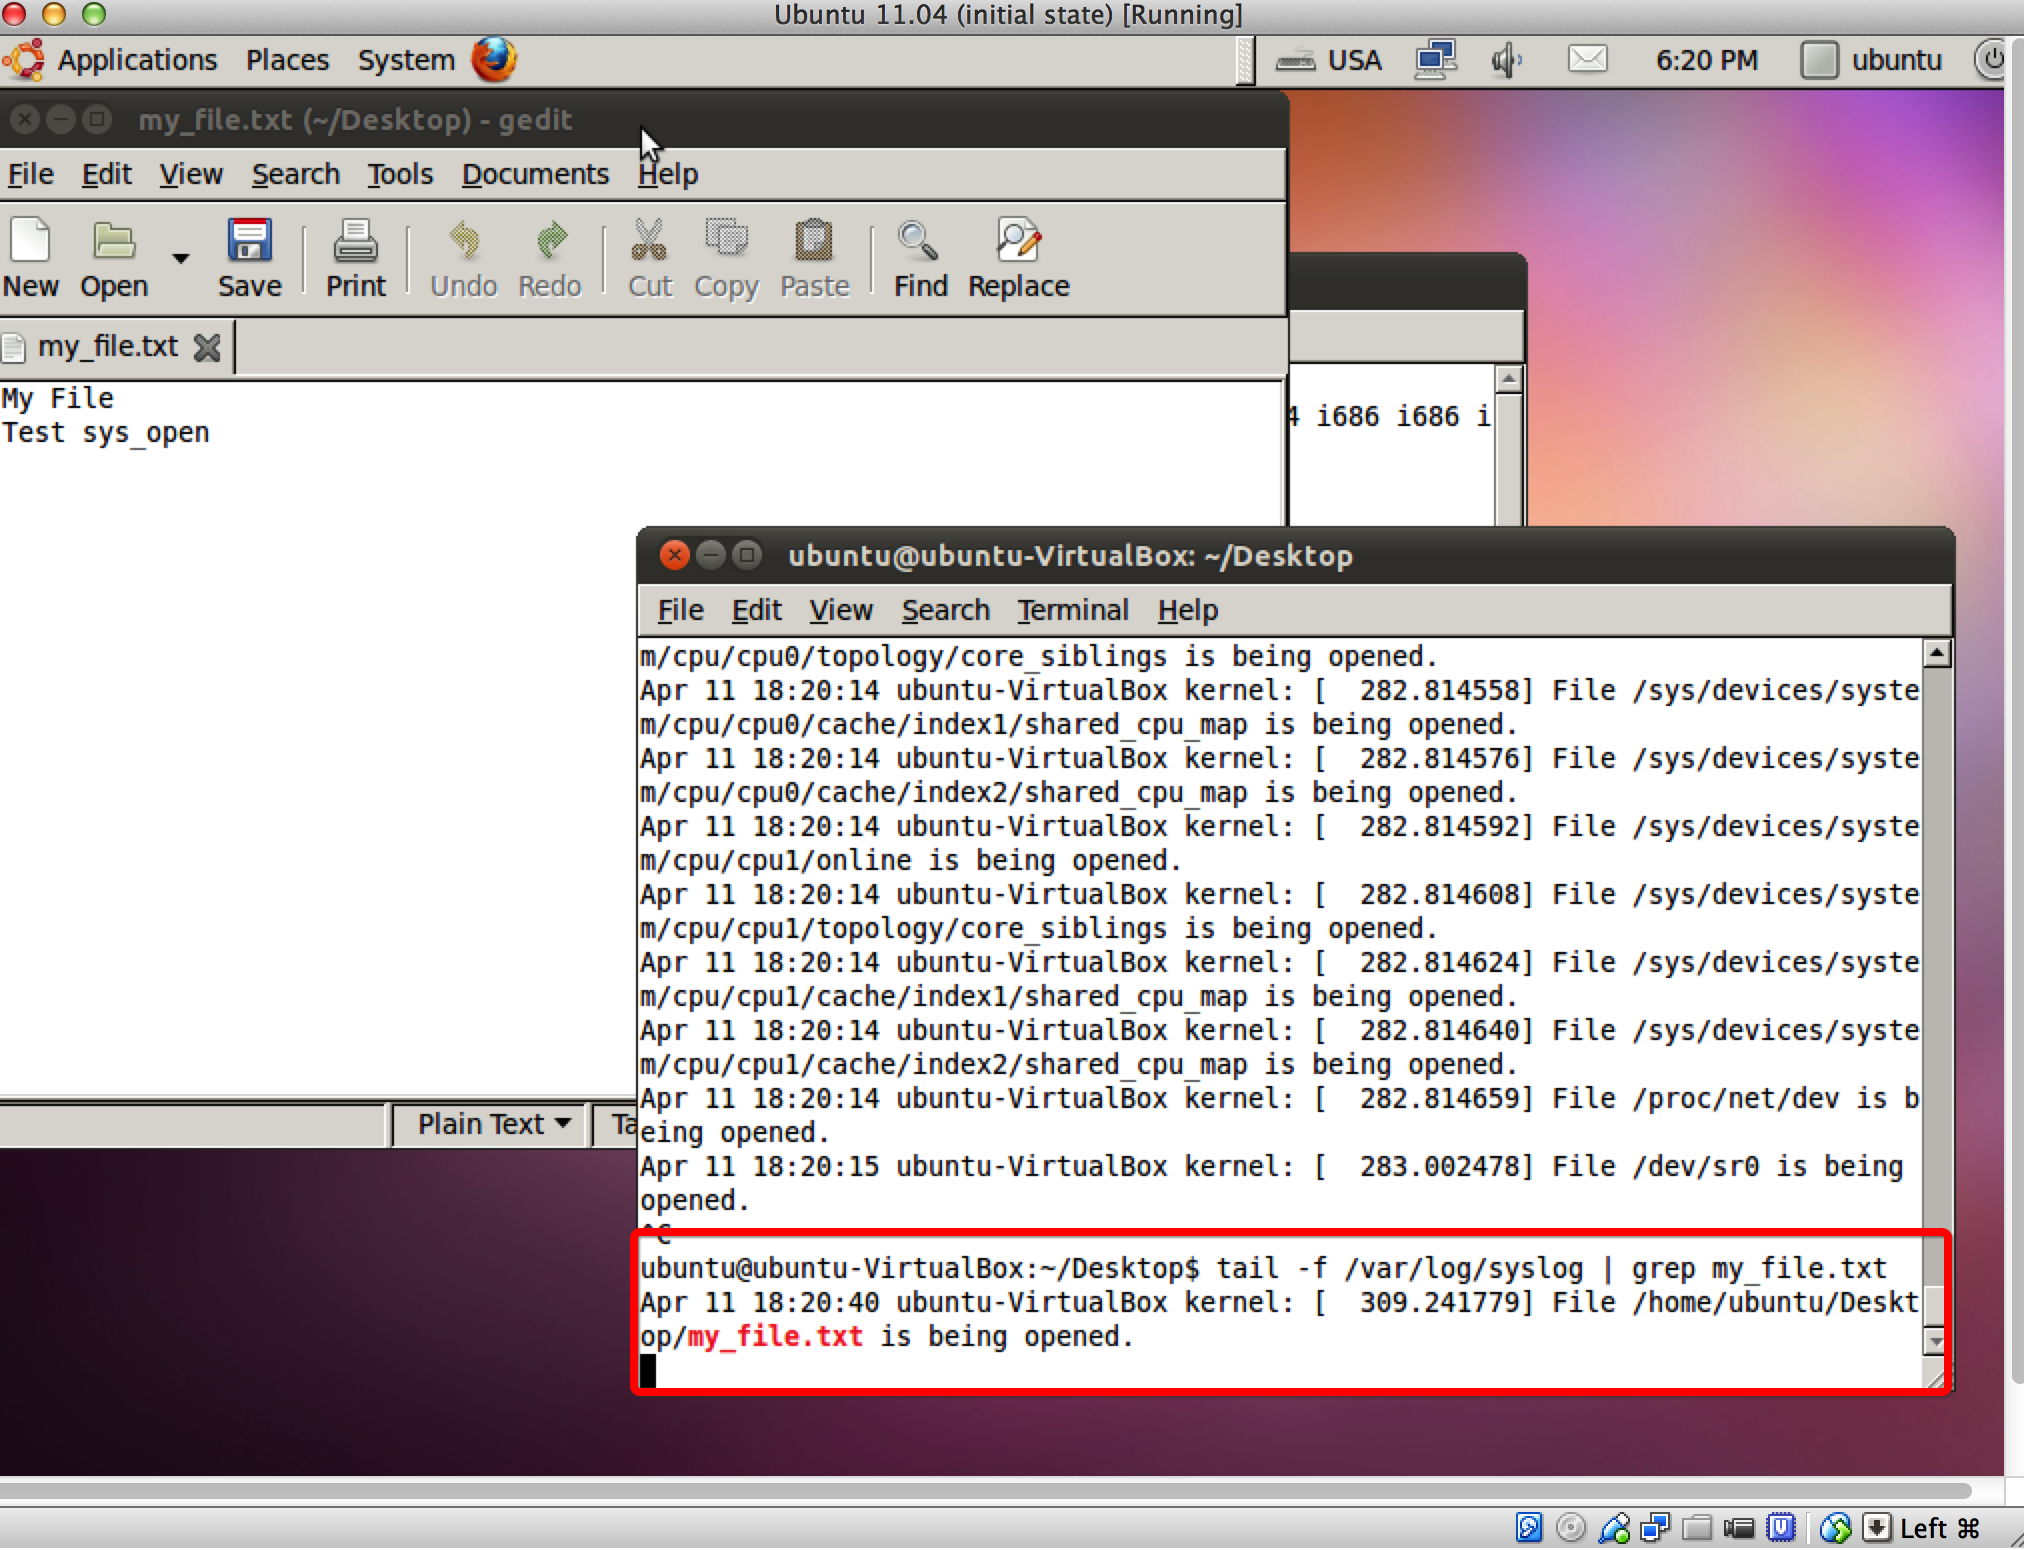 Ubuntu 11.04 (initial state) [Running]
Applications Places System USA 6:20 PM ubuntu
my_file.txt (~/Desktop) - gedit
File Edit View Search Tools Documents Help
New Open Save Print Undo Redo Cut Copy Paste Find Replace
my_file.txt
My File
Test sys_open
4 i686 i686 i
ubuntu@ubuntu-VirtualBox: ~/Desktop
File Edit View Search Terminal Help
m/cpu/cpu0/topology/core_siblings is being opened.
Apr 11 18:20:14 ubuntu-VirtualBox kernel: [  282.814558] File /sys/devices/syste
m/cpu/cpu0/cache/index1/shared_cpu_map is being opened.
Apr 11 18:20:14 ubuntu-VirtualBox kernel: [  282.814576] File /sys/devices/syste
m/cpu/cpu0/cache/index2/shared_cpu_map is being opened.
Apr 11 18:20:14 ubuntu-VirtualBox kernel: [  282.814592] File /sys/devices/syste
m/cpu/cpu1/online is being opened.
Apr 11 18:20:14 ubuntu-VirtualBox kernel: [  282.814608] File /sys/devices/syste
m/cpu/cpu1/topology/core_siblings is being opened.
Apr 11 18:20:14 ubuntu-VirtualBox kernel: [  282.814624] File /sys/devices/syste
m/cpu/cpu1/cache/index1/shared_cpu_map is being opened.
Apr 11 18:20:14 ubuntu-VirtualBox kernel: [  282.814640] File /sys/devices/syste
m/cpu/cpu1/cache/index2/shared_cpu_map is being opened.
Apr 11 18:20:14 ubuntu-VirtualBox kernel: [  282.814659] File /proc/net/dev is b
eing opened.
Apr 11 18:20:15 ubuntu-VirtualBox kernel: [  283.002478] File /dev/sr0 is being
opened.
^C
ubuntu@ubuntu-VirtualBox:~/Desktop$ tail -f /var/log/syslog | grep my_file.txt
Apr 11 18:20:40 ubuntu-VirtualBox kernel: [  309.241779] File /home/ubuntu/Deskt
op/my_file.txt is being opened.
Plain Text Ta
Left ⌘